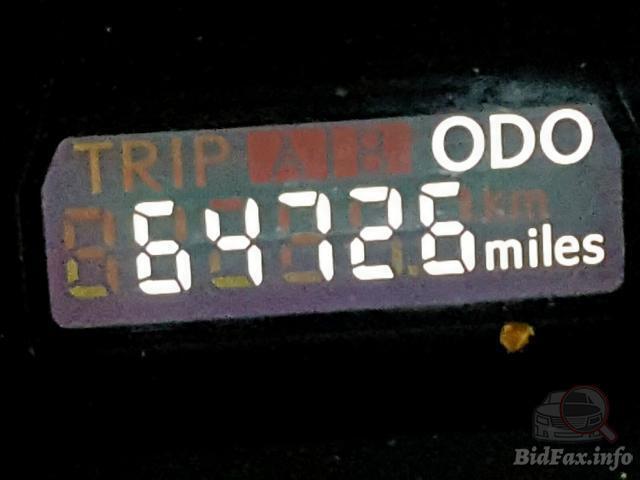 TRIP A B ODO
64726 km
miles
BidFax.info